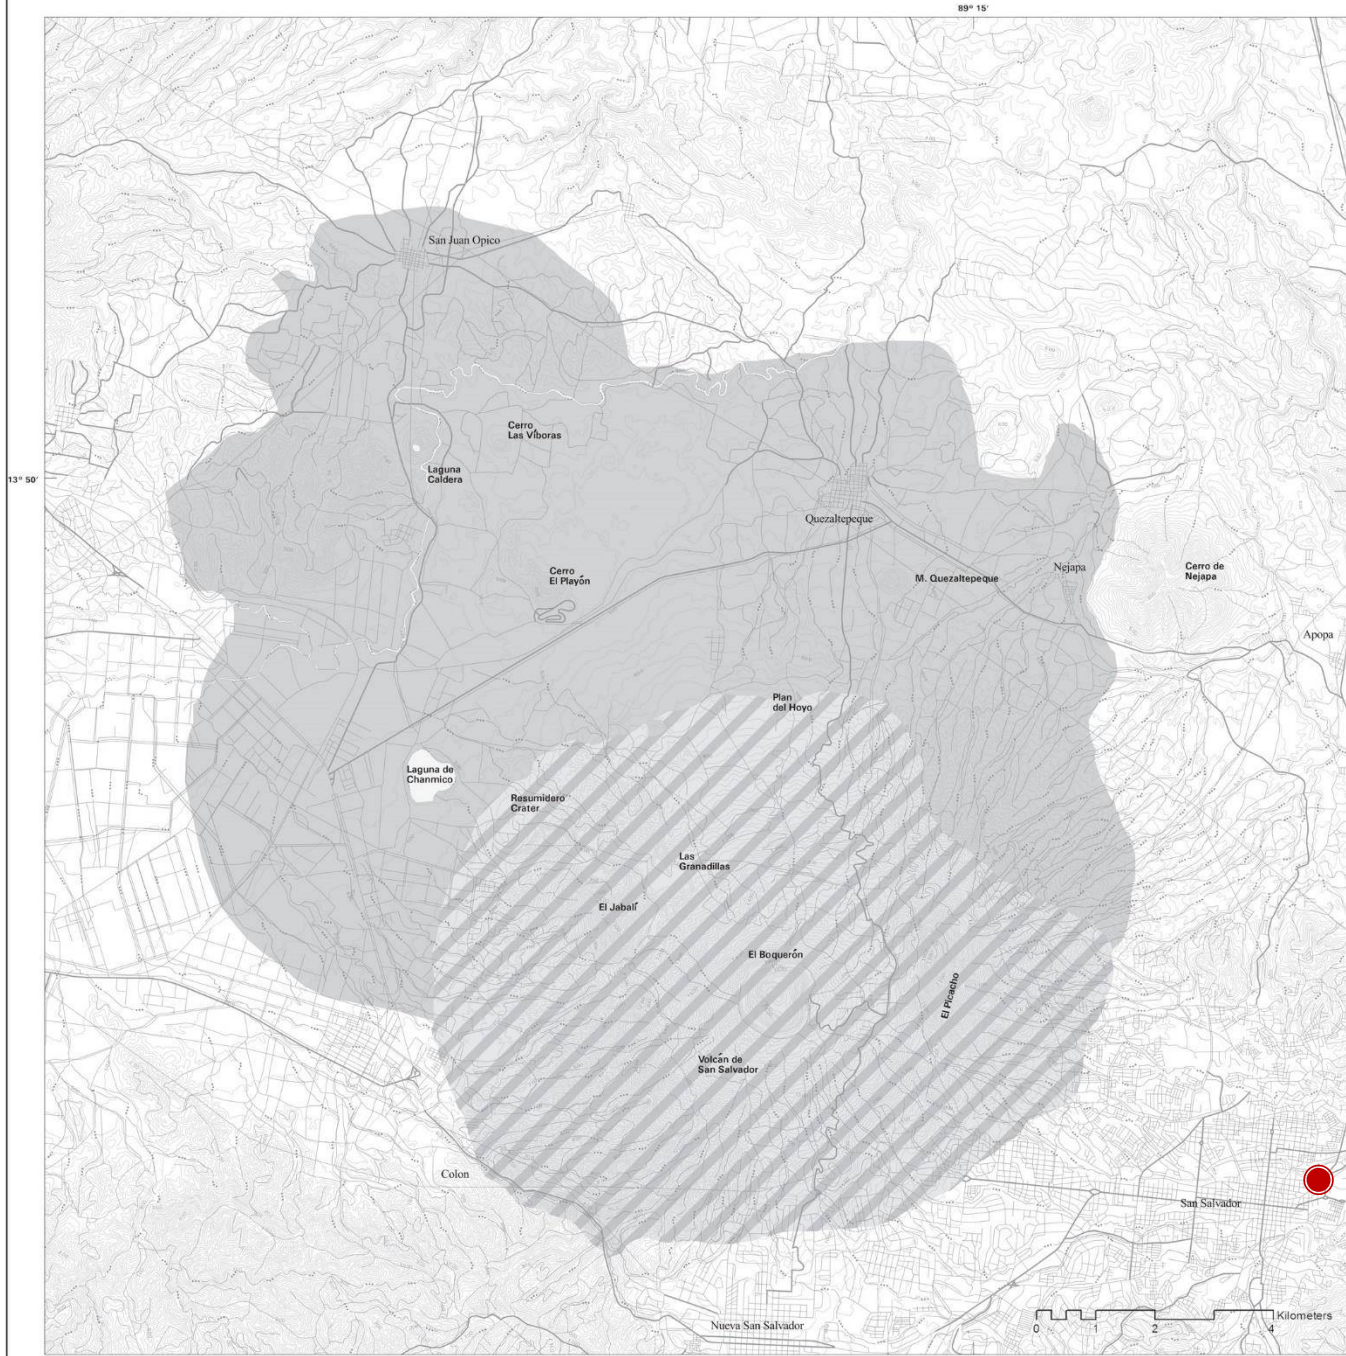 89° 15′
San Juan Opico
Cerro
Las Víboras
Laguna
Caldera
13° 50′
Quezaltepeque
Cerro
El Playón
M. Quezaltepeque
Nejapa
Cerro de
Nejapa
Apopa
Plan
del Hoyo
Laguna de
Chanmico
Resumidero
Crater
Las
Granadillas
El Jabalí
El Boquerón
El Picacho
Volcán de
San Salvador
Colon
San Salvador
Nueva San Salvador
Kilometers
0 1 2 4